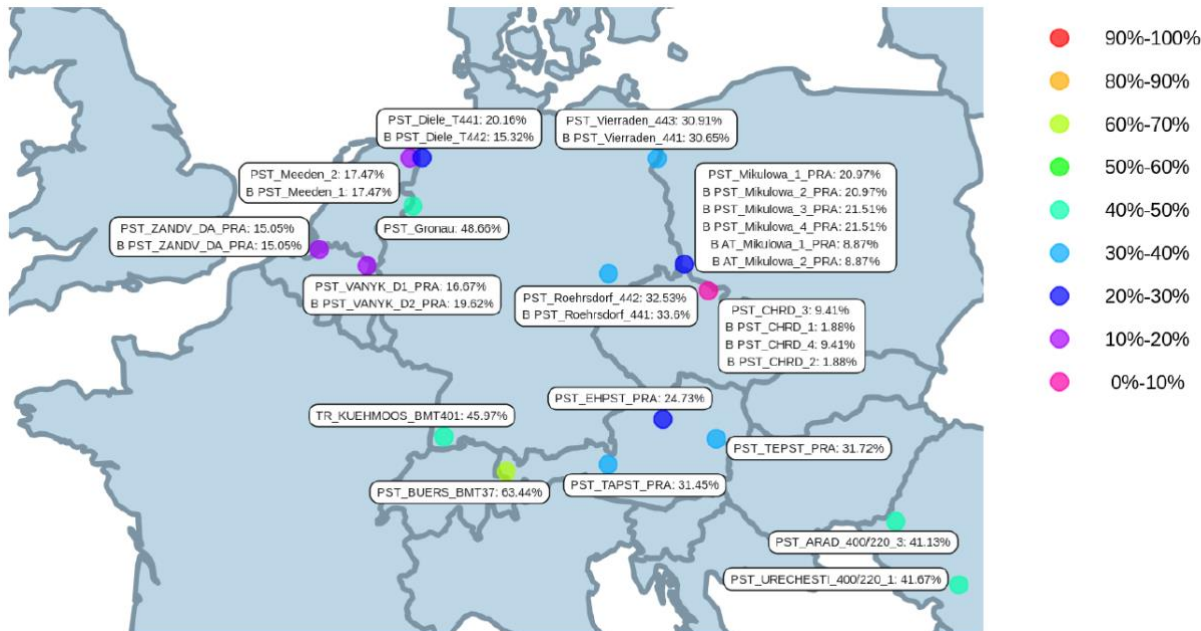 PST_Diele_T441: 20.16%
B PST_Diele_T442: 15.32%
PST_Vierraden_443: 30.91%
B PST_Vierraden_441: 30.65%
PST_Meeden_2: 17.47%
B PST_Meeden_1: 17.47%
PST_Mikulowa_1_PRA: 20.97%
B PST_Mikulowa_2_PRA: 20.97%
B PST_Mikulowa_3_PRA: 21.51%
B PST_Mikulowa_4_PRA: 21.51%
B AT_Mikulowa_1_PRA: 8.87%
B AT_Mikulowa_2_PRA: 8.87%
PST_ZANDV_DA_PRA: 15.05%
B PST_ZANDV_DA_PRA: 15.05%
PST_Gronau: 48.66%
PST_VANYK_D1_PRA: 16.67%
B PST_VANYK_D2_PRA: 19.62%
PST_Roehrsdorf_442: 32.53%
B PST_Roehrsdorf_441: 33.6%
PST_CHRD_3: 9.41%
B PST_CHRD_1: 1.88%
B PST_CHRD_4: 9.41%
B PST_CHRD_2: 1.88%
PST_EHPST_PRA: 24.73%
TR_KUEHMOOS_BMT401: 45.97%
PST_TEPST_PRA: 31.72%
PST_BUERS_BMT37: 63.44%
PST_TAPST_PRA: 31.45%
PST_ARAD_400/220_3: 41.13%
PST_URECHESTI_400/220_1: 41.67%
90%-100%
80%-90%
60%-70%
50%-60%
40%-50%
30%-40%
20%-30%
10%-20%
0%-10%